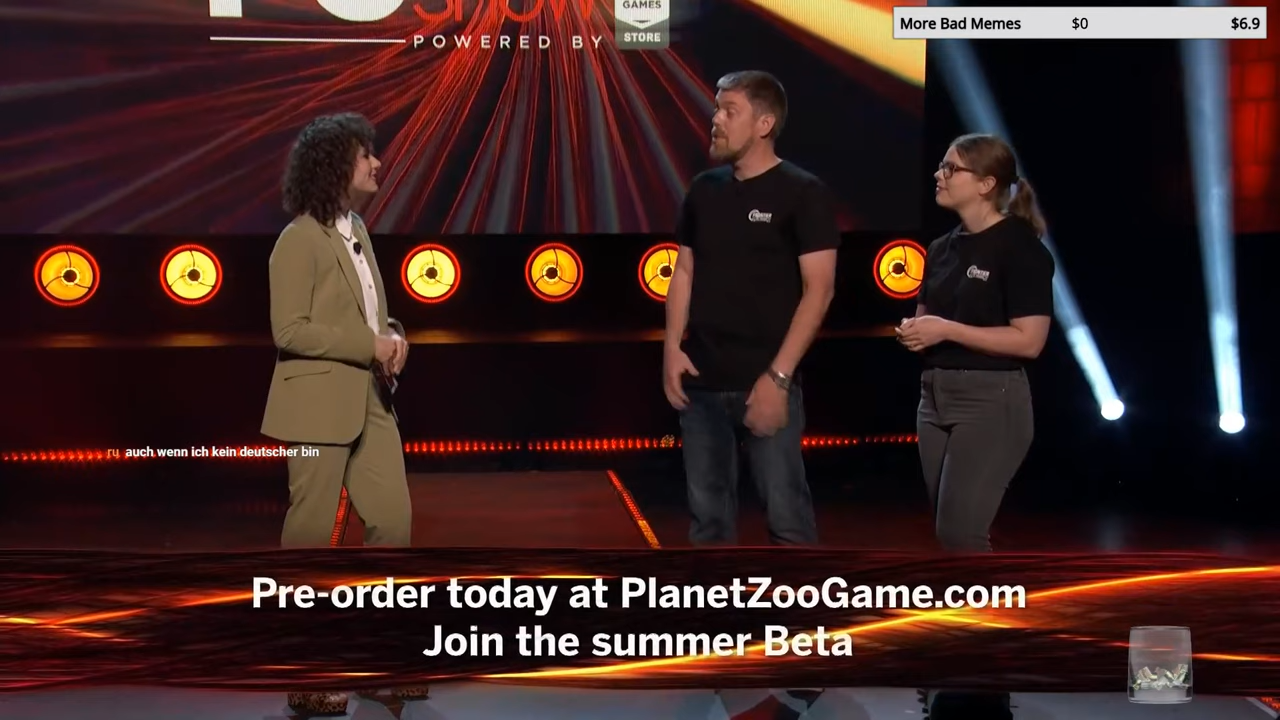 SHOW
POWERED BY
GAMES
STORE
More Bad Memes $0 $6.9
ru auch wenn ich kein deutscher bin
Pre-order today at PlanetZooGame.com
Join the summer Beta